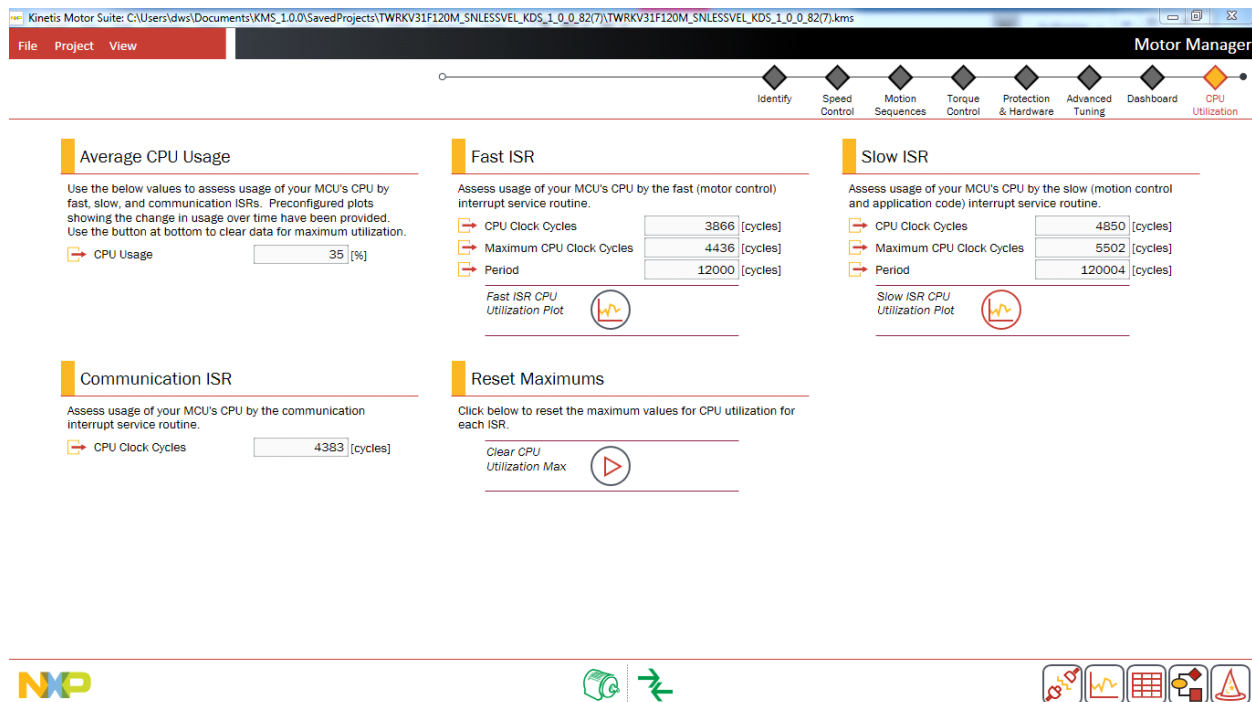 Kinetis Motor Suite: C:\Users\dws\Documents\KMS_1.0.0\SavedProjects\TWRKV31F120M_SNLESSVEL_KDS_1_0_0_82(7)\TWRKV31F120M_SNLESSVEL_KDS_1_0_0_82(7).kms
File Project View
Motor Manager
Identify
Speed
Control
Motion
Sequences
Torque
Control
Protection
& Hardware
Advanced
Tuning
Dashboard
CPU
Utilization
Average CPU Usage
Use the below values to assess usage of your MCU's CPU by
fast, slow, and communication ISRs. Preconfigured plots
showing the change in usage over time have been provided.
Use the button at bottom to clear data for maximum utilization.
CPU Usage 35 [%]
Fast ISR
Assess usage of your MCU's CPU by the fast (motor control)
interrupt service routine.
CPU Clock Cycles 3866 [cycles]
Maximum CPU Clock Cycles 4436 [cycles]
Period 12000 [cycles]
Fast ISR CPU
Utilization Plot
Slow ISR
Assess usage of your MCU's CPU by the slow (motion control
and application code) interrupt service routine.
CPU Clock Cycles 4850 [cycles]
Maximum CPU Clock Cycles 5502 [cycles]
Period 120004 [cycles]
Slow ISR CPU
Utilization Plot
Communication ISR
Assess usage of your MCU's CPU by the communication
interrupt service routine.
CPU Clock Cycles 4383 [cycles]
Reset Maximums
Click below to reset the maximum values for CPU utilization for
each ISR.
Clear CPU
Utilization Max
NXP